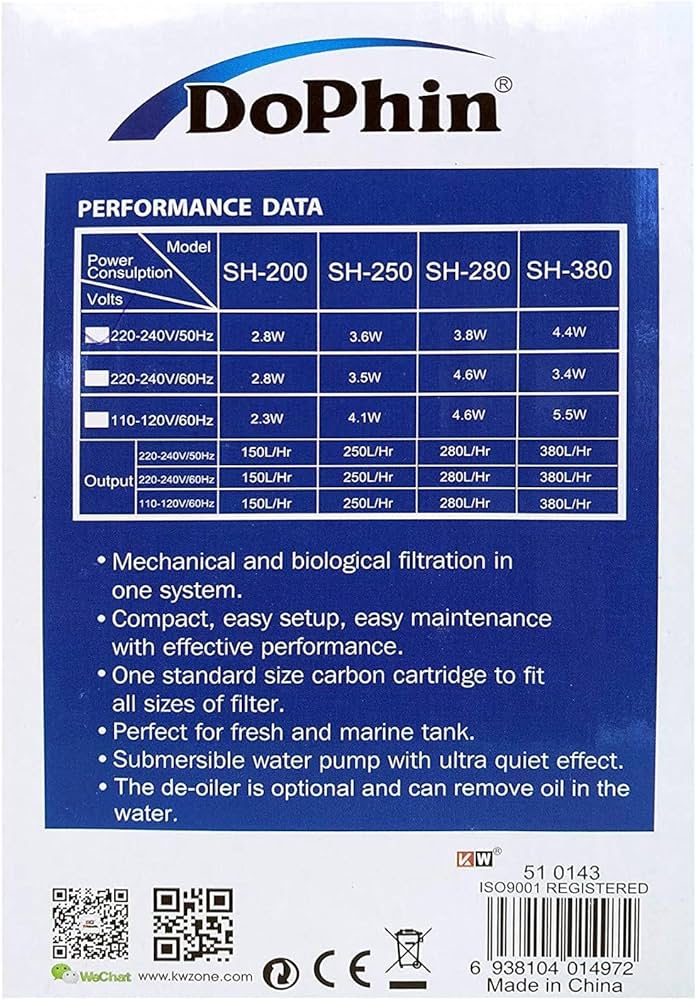 DoPhin®
PERFORMANCE DATA
Model
Power
Consulption
Volts
SH-200 SH-250 SH-280 SH-380
220-240V/50Hz 2.8W 3.6W 3.8W 4.4W
220-240V/60Hz 2.8W 3.5W 4.6W 3.4W
110-120V/60Hz 2.3W 4.1W 4.6W 5.5W
Output
220-240V/50Hz 150L/Hr 250L/Hr 280L/Hr 380L/Hr
220-240V/60Hz 150L/Hr 250L/Hr 280L/Hr 380L/Hr
110-120V/60Hz 150L/Hr 250L/Hr 280L/Hr 380L/Hr
• Mechanical and biological filtration in
one system.
• Compact, easy setup, easy maintenance
with effective performance.
• One standard size carbon cartridge to fit
all sizes of filter.
• Perfect for fresh and marine tank.
• Submersible water pump with ultra quiet effect.
• The de-oiler is optional and can remove oil in the
water.
KW®
51 0143
ISO9001 REGISTERED
WeChat www.kwzone.com CE
6 938104 014972
Made in China